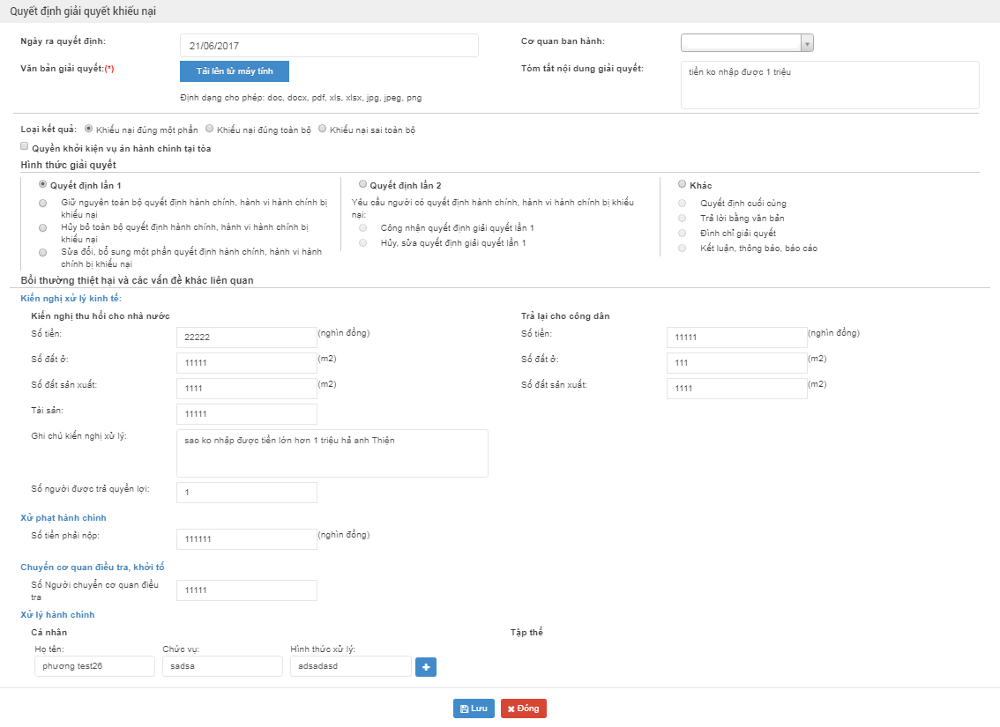 Quyết định giải quyết khiếu nại
Ngày ra quyết định:
21/06/2017
Cơ quan ban hành:
Văn bản giải quyết:(*)
Tải lên từ máy tính
Định dạng cho phép: doc, docx, pdf, xls, xlsx, jpg, jpeg, png
Tóm tắt nội dung giải quyết:
tiền ko nhập được 1 triệu
Loại kết quả: Khiếu nại đúng một phần Khiếu nại đúng toàn bộ Khiếu nại sai toàn bộ
Quyền khởi kiện vụ án hành chính tại tòa
Hình thức giải quyết
Quyết định lần 1
Giữ nguyên toàn bộ quyết định hành chính, hành vi hành chính bị
khiếu nại
Hủy bỏ toàn bộ quyết định hành chính, hành vi hành chính bị
khiếu nại
Sửa đổi, bổ sung một phần quyết định hành chính, hành vi hành
chính bị khiếu nại
Quyết định lần 2
Yêu cầu người có quyết định hành chính, hành vi hành chính bị khiếu
nại:
Công nhận quyết định giải quyết lần 1
Hủy, sửa quyết định giải quyết lần 1
Khác
Quyết định cuối cùng
Trả lời bằng văn bản
Đình chỉ giải quyết
Kết luận, thông báo, báo cáo
Bồi thường thiệt hại và các vấn đề khác liên quan
Kiến nghị xử lý kinh tế:
Kiến nghị thu hồi cho nhà nước
Số tiền:
22222
(nghìn đồng)
Số đất ở:
11111
(m2)
Số đất sản xuất:
1111
(m2)
Tài sản:
11111
Ghi chú kiến nghị xử lý:
sao ko nhập được tiền lớn hơn 1 triệu hả anh Thiện
Số người được trả quyền lợi:
1
Trả lại cho công dân
Số tiền:
11111
(nghìn đồng)
Số đất ở:
111
(m2)
Số đất sản xuất:
1111
(m2)
Xử phạt hành chính
Số tiền phải nộp:
111111
(nghìn đồng)
Chuyển cơ quan điều tra, khởi tố
Số Người chuyển cơ quan điều
tra
11111
Xử lý hành chính
Cá nhân
Tập thể
Họ tên:
Chức vụ:
Hình thức xử lý:
phương test26
sadsa
adsadasd
Lưu
Đóng